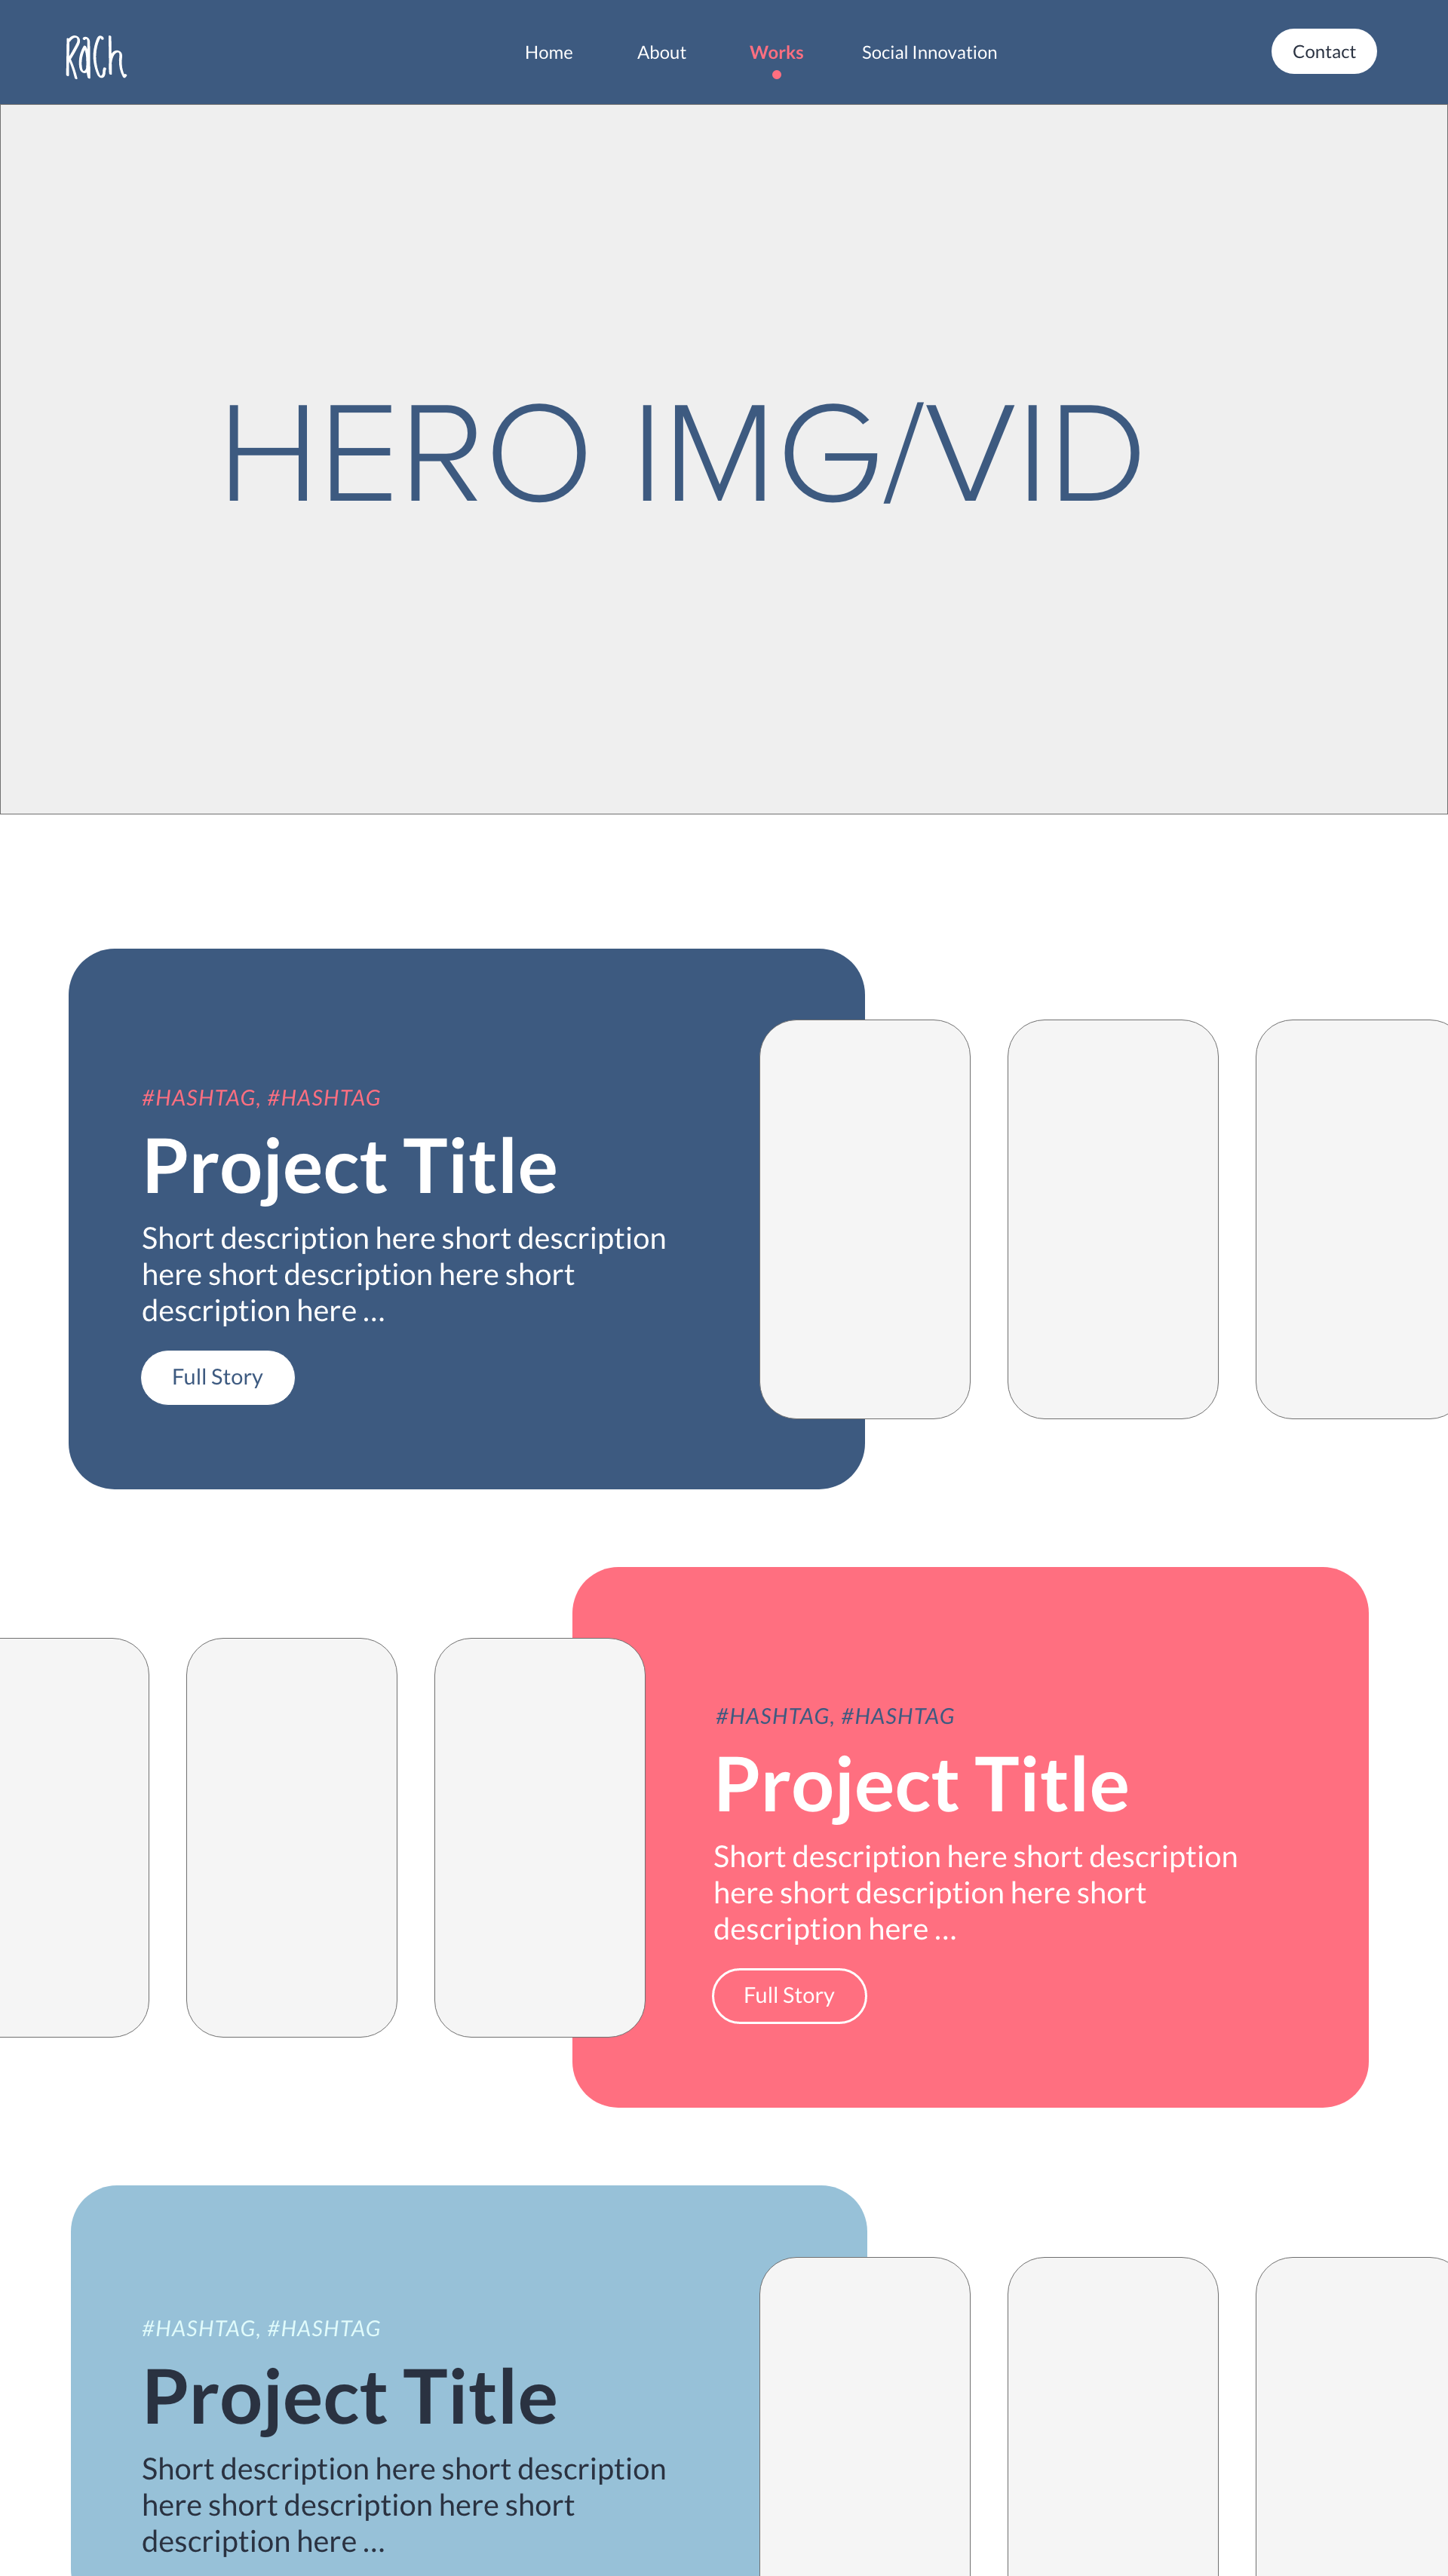 Rach
Home About Works Social Innovation Contact
HERO IMG/VID
#HASHTAG, #HASHTAG
Project Title
Short description here short description
here short description here short
description here ...
Full Story
#HASHTAG, #HASHTAG
Project Title
Short description here short description
here short description here short
description here ...
Full Story
#HASHTAG, #HASHTAG
Project Title
Short description here short description
here short description here short
description here ...